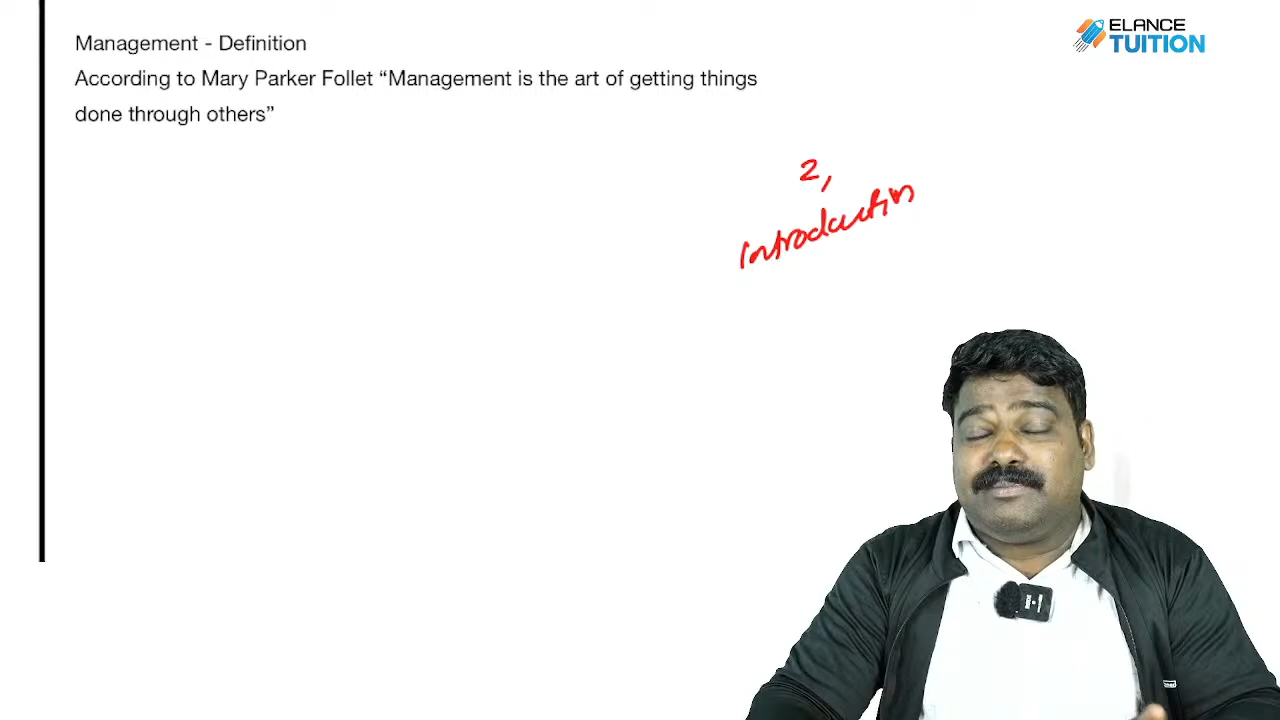 Management - Definition
According to Mary Parker Follet “Management is the art of getting things
done through others”
ELANCE
TUITION
2,
Introduction